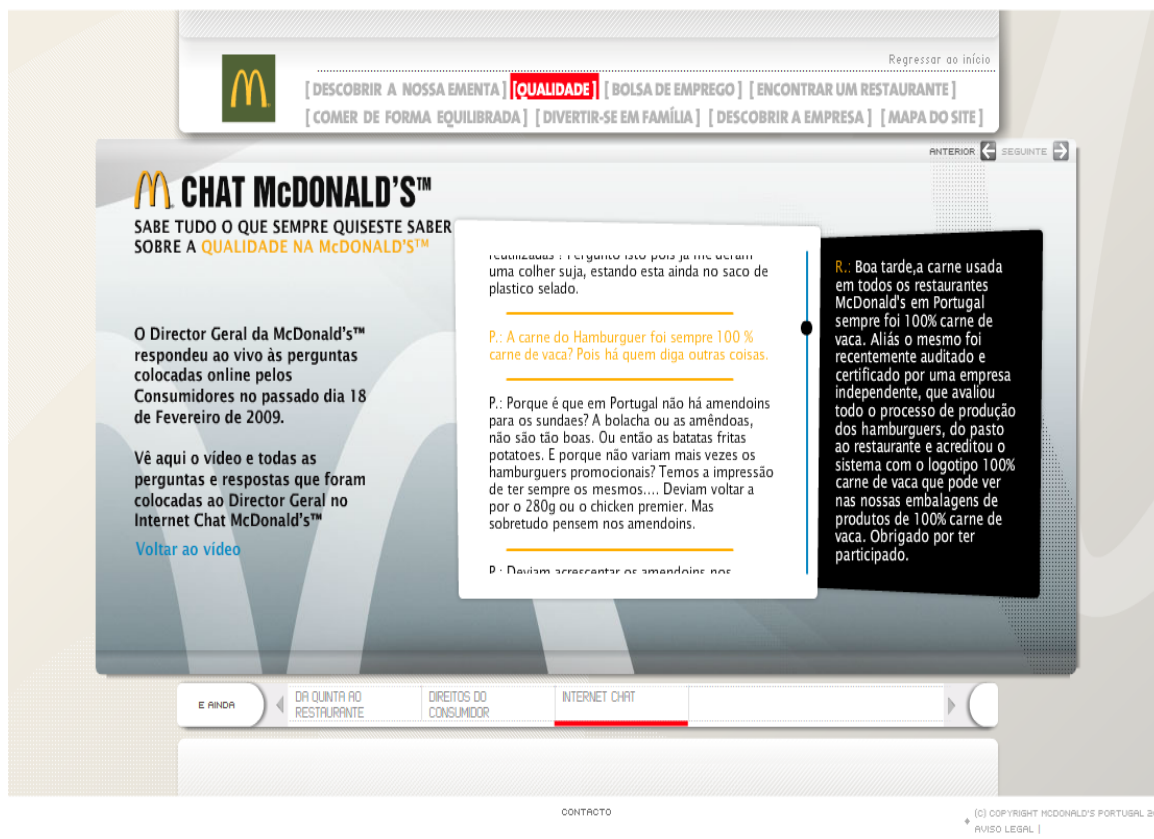 Regressar ao início
[ DESCOBRIR A NOSSA EMENTA ] [QUALIDADE] [ BOLSA DE EMPREGO ] [ ENCONTRAR UM RESTAURANTE ]
[ COMER DE FORMA EQUILIBRADA ] [ DIVERTIR-SE EM FAMÍLIA ] [ DESCOBRIR A EMPRESA ] [ MAPA DO SITE ]
ANTERIOR SEGUINTE
CHAT McDONALD'S™
SABE TUDO O QUE SEMPRE QUISESTE SABER
SOBRE A QUALIDADE NA McDONALD'S™
O Director Geral da McDonald's™
respondeu ao vivo às perguntas
colocadas online pelos
Consumidores no passado dia 18
de Fevereiro de 2009.
Vê aqui o vídeo e todas as
perguntas e respostas que foram
colocadas ao Director Geral no
Internet Chat McDonald's™
Voltar ao vídeo
reutilizadas ? Pergunto isto pois já me deram
uma colher suja, estando esta ainda no saco de
plastico selado.
P.: A carne do Hamburguer foi sempre 100 %
carne de vaca? Pois há quem diga outras coisas.
P.: Porque é que em Portugal não há amendoins
para os sundaes? A bolacha ou as amêndoas,
não são tão boas. Ou então as batatas fritas
potatoes. E porque não variam mais vezes os
hamburguers promocionais? Temos a impressão
de ter sempre os mesmos.... Deviam voltar a
por o 280g ou o chicken premier. Mas
sobretudo pensem nos amendoins.
P.: Deviam acrescentar os amendoins nos
R.: Boa tarde,a carne usada
em todos os restaurantes
McDonald's em Portugal
sempre foi 100% carne de
vaca. Aliás o mesmo foi
recentemente auditado e
certificado por uma empresa
independente, que avaliou
todo o processo de produção
dos hamburguers, do pasto
ao restaurante e acreditou o
sistema com o logotipo 100%
carne de vaca que pode ver
nas nossas embalagens de
produtos de 100% carne de
vaca. Obrigado por ter
participado.
E AINDA
DA QUINTA AO
RESTAURANTE
DIREITOS DO
CONSUMIDOR
INTERNET CHAT
CONTACTO
(C) COPYRIGHT MCDONALD'S PORTUGAL
AVISO LEGAL |